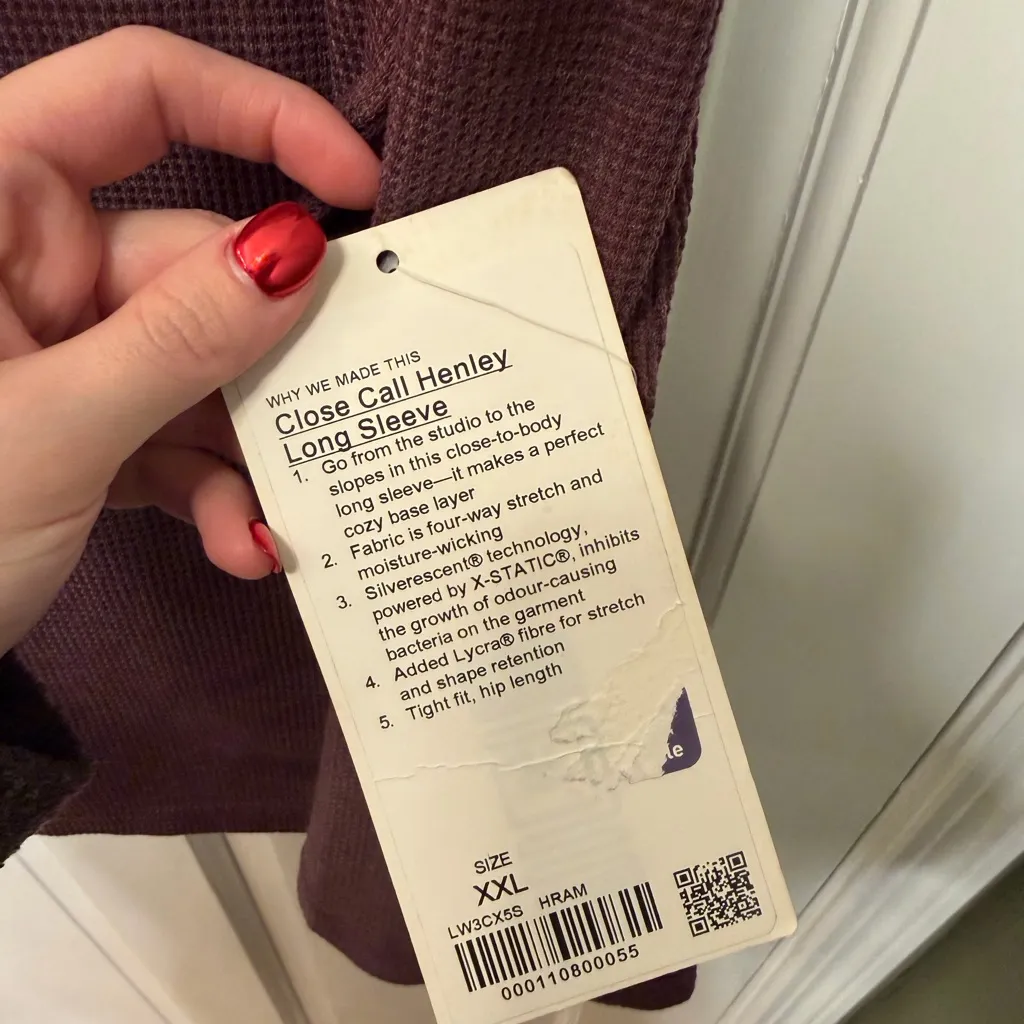 WHY WE MADE THIS
Close Call Henley
Long Sleeve
1. Go from the studio to the
slopes in this close-to-body
long sleeve—it makes a perfect
cozy base layer
2. Fabric is four-way stretch and
moisture-wicking
3. Silverescent® technology,
powered by X-STATIC®, inhibits
the growth of odour-causing
bacteria on the garment
4. Added Lycra® fibre for stretch
and shape retention
5. Tight fit, hip length
SIZE
XXL
LW3CX5S HRAM
000110800055